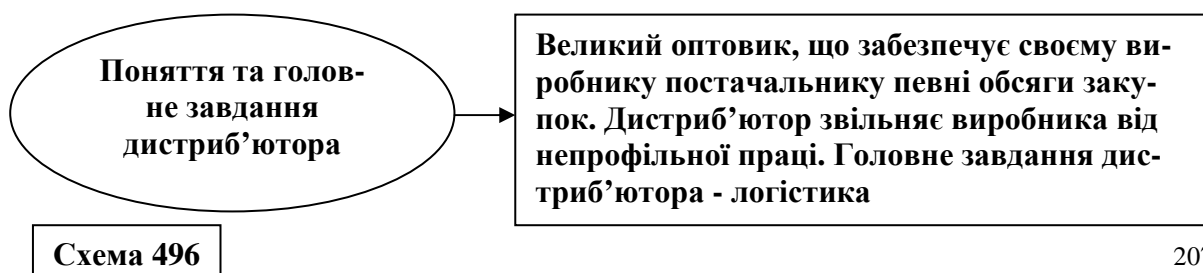 Поняття та голов-
не завдання
дистриб’ютора
Великий оптовик, що забезпечує своєму ви-
робнику постачальнику певні обсяги заку-
пок. Дистриб’ютор звільняє виробника від
непрофільної праці. Головне завдання дис-
триб’ютора - логістика
Схема 496